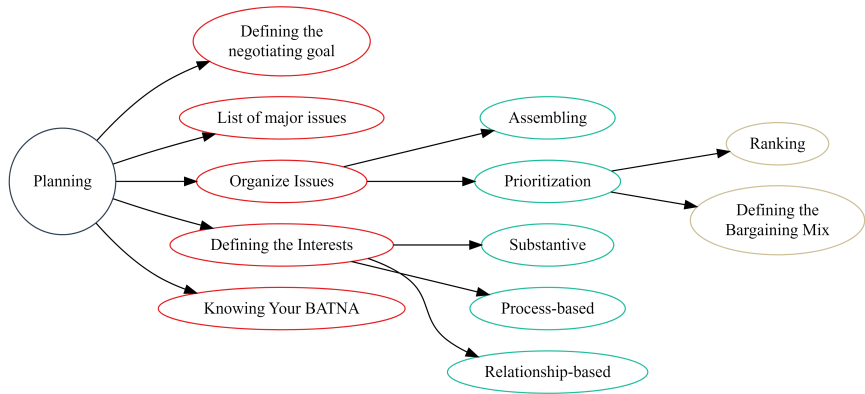 Planning
Defining the
negotiating goal
List of major issues
Organize Issues
Defining the Interests
Knowing Your BATNA
Assembling
Prioritization
Substantive
Process-based
Relationship-based
Ranking
Defining the
Bargaining Mix